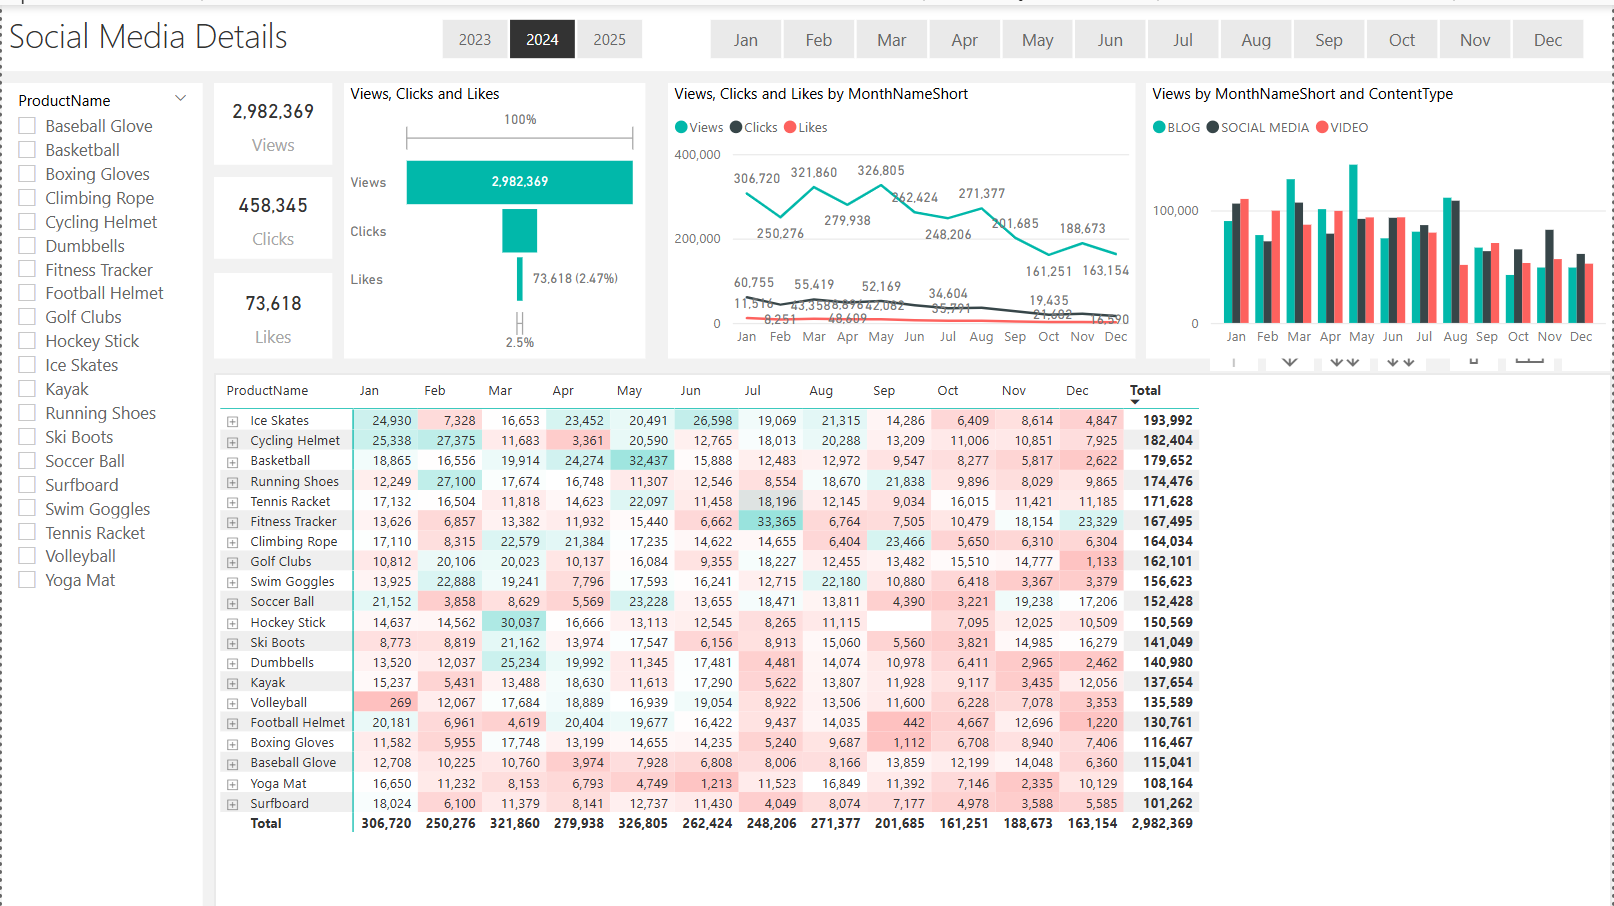 Social Media Details
2023 2024 2025
Jan Feb Mar Apr May Jun Jul Aug Sep Oct Nov Dec
ProductName
Baseball Glove
Basketball
Boxing Gloves
Climbing Rope
Cycling Helmet
Dumbbells
Fitness Tracker
Football Helmet
Golf Clubs
Hockey Stick
Ice Skates
Kayak
Running Shoes
Ski Boots
Soccer Ball
Surfboard
Swim Goggles
Tennis Racket
Volleyball
Yoga Mat
2,982,369
Views
458,345
Clicks
73,618
Likes
Views, Clicks and Likes
100%
Views 2,982,369
Clicks
Likes 73,618 (2.47%)
2.5%
Views, Clicks and Likes by MonthNameShort
Views Clicks Likes
400,000
200,000
0
306,720 250,276 321,860 279,938 326,805 262,424 248,206 271,377 201,685 161,251 188,673 163,154
60,755 55,419 52,169 34,604 19,435
11,516 8,251 48,609 42,082 35,791 21,682 16,590
Jan Feb Mar Apr May Jun Jul Aug Sep Oct Nov Dec
Views by MonthNameShort and ContentType
BLOG SOCIAL MEDIA VIDEO
100,000
0
Jan Feb Mar Apr May Jun Jul Aug Sep Oct Nov Dec
ProductName Jan Feb Mar Apr May Jun Jul Aug Sep Oct Nov Dec Total
Ice Skates 24,930 7,328 16,653 23,452 20,491 26,598 19,069 21,315 14,286 6,409 8,614 4,847 193,992
Cycling Helmet 25,338 27,375 11,683 3,361 20,590 12,765 18,013 20,288 13,209 11,006 10,851 7,925 182,404
Basketball 18,865 16,556 19,914 24,274 32,437 15,888 12,483 12,972 9,547 8,277 5,817 2,622 179,652
Running Shoes 12,249 27,100 17,674 16,748 11,307 12,546 8,554 18,670 21,838 9,896 8,029 9,865 174,476
Tennis Racket 17,132 16,504 11,818 14,623 22,097 11,458 18,196 12,145 9,034 16,015 11,421 11,185 171,628
Fitness Tracker 13,626 6,857 13,382 11,932 15,440 6,662 33,365 6,764 7,505 10,479 18,154 23,329 167,495
Climbing Rope 17,110 8,315 22,579 21,384 17,235 14,622 14,655 6,404 23,466 5,650 6,310 6,304 164,034
Golf Clubs 10,812 20,106 20,023 10,137 16,084 9,355 18,227 12,455 13,482 15,510 14,777 1,133 162,101
Swim Goggles 13,925 22,888 19,241 7,796 17,593 16,241 12,715 22,180 10,880 6,418 3,367 3,379 156,623
Soccer Ball 21,152 3,858 8,629 5,569 23,228 13,655 18,471 13,811 4,390 3,221 19,238 17,206 152,428
Hockey Stick 14,637 14,562 30,037 16,666 13,113 12,545 8,265 11,115 7,095 12,025 10,509 150,569
Ski Boots 8,773 8,819 21,162 13,974 17,547 6,156 8,913 15,060 5,560 3,821 14,985 16,279 141,049
Dumbbells 13,520 12,037 25,234 19,992 11,345 17,481 4,481 14,074 10,978 6,411 2,965 2,462 140,980
Kayak 15,237 5,431 13,488 18,630 11,613 17,290 5,622 13,807 11,928 9,117 3,435 12,056 137,654
Volleyball 269 12,067 17,684 18,889 16,939 19,054 8,922 13,506 11,600 6,228 7,078 3,353 135,589
Football Helmet 20,181 6,961 4,619 20,404 19,677 16,422 9,437 14,035 442 4,667 12,696 1,220 130,761
Boxing Gloves 11,582 5,955 17,748 13,199 14,655 14,235 5,240 9,687 1,112 6,708 8,940 7,406 116,467
Baseball Glove 12,708 10,225 10,760 3,974 7,928 6,808 8,006 8,166 13,859 12,199 14,048 6,360 115,041
Yoga Mat 16,650 11,232 8,153 6,793 4,749 1,213 11,523 16,849 11,392 7,146 2,335 10,129 108,164
Surfboard 18,024 6,100 11,379 8,141 12,737 11,430 4,049 8,074 7,177 4,978 3,588 5,585 101,262
Total 306,720 250,276 321,860 279,938 326,805 262,424 248,206 271,377 201,685 161,251 188,673 163,154 2,982,369